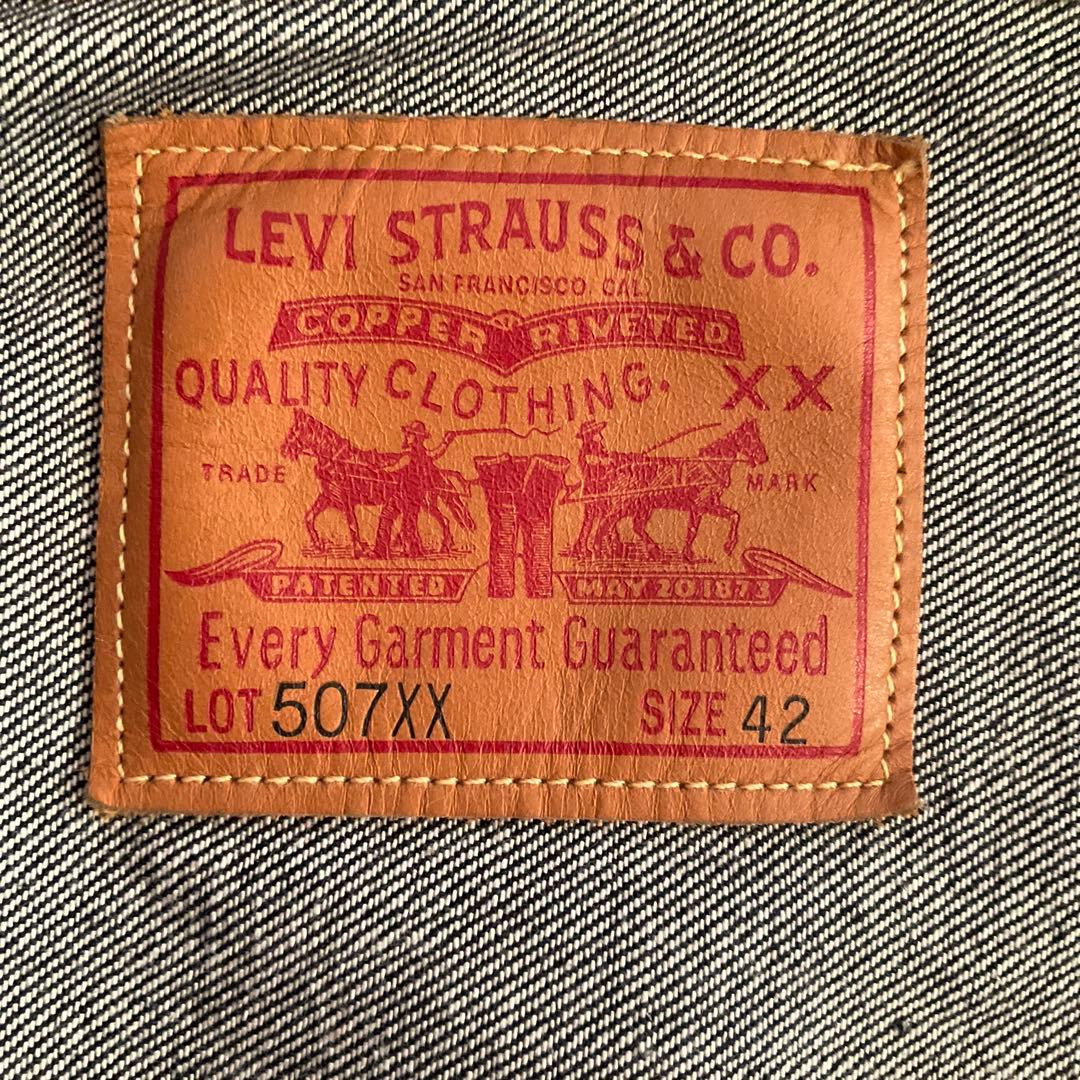 LEVI STRAUSS & CO.
SAN FRANCISCO, CAL.
COPPER RIVETED
QUALITY CLOTHING. XX
TRADE MARK
PATENTED MAY 20 1873
Every Garment Guaranteed
LOT 507XX SIZE 42